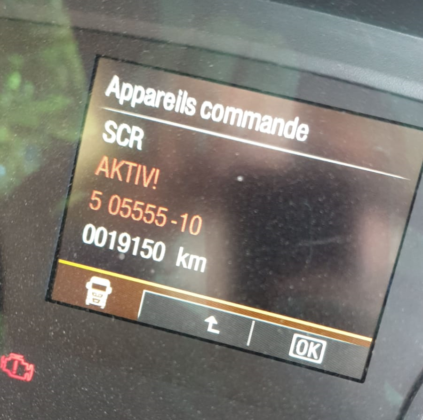 Appareils commande
SCR
AKTIV!
5 05555-10
0019150 km
OK